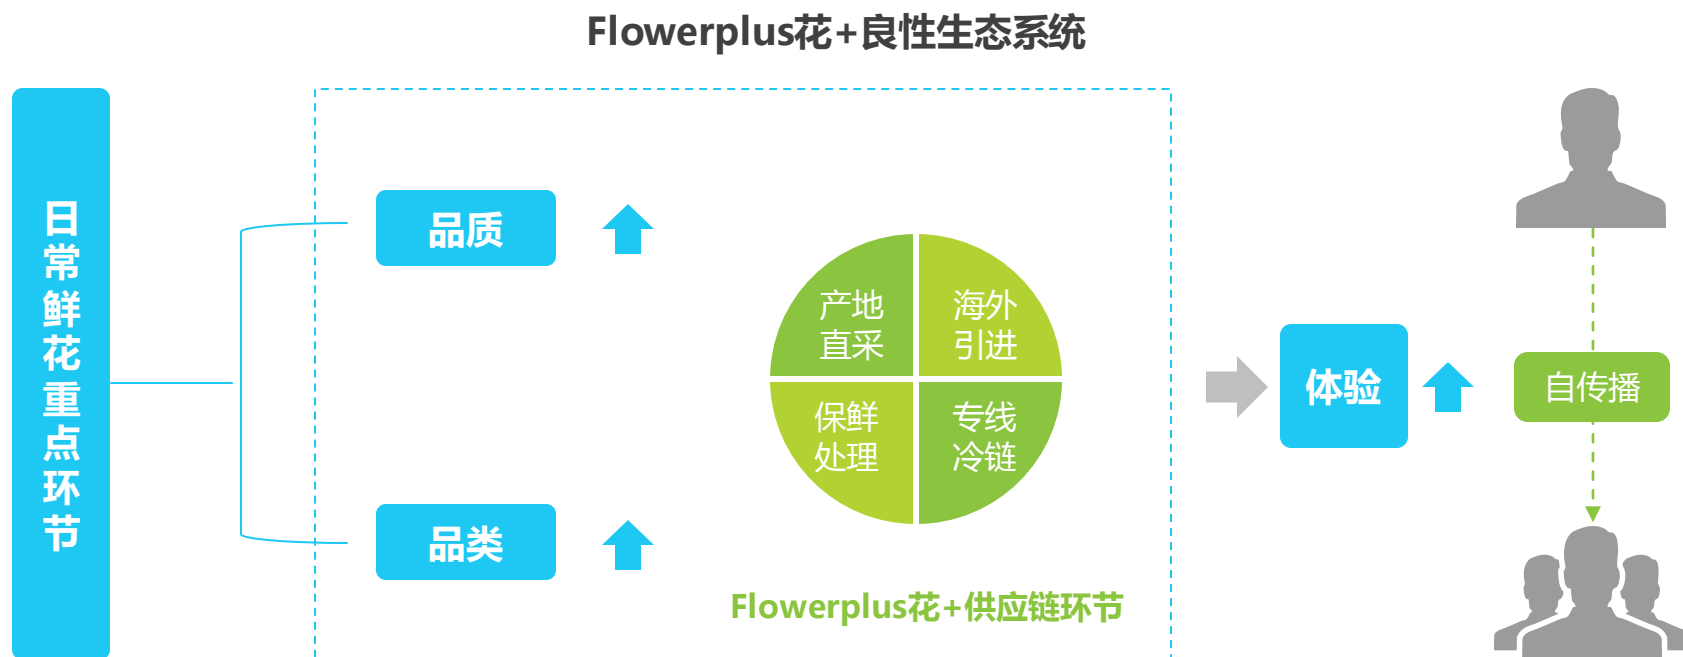 Flowerplus花+良性生态系统
日常鲜花重点环节
品质
品类
产地
直采
海外
引进
保鲜
处理
专线
冷链
Flowerplus花+供应链环节
体验
自传播